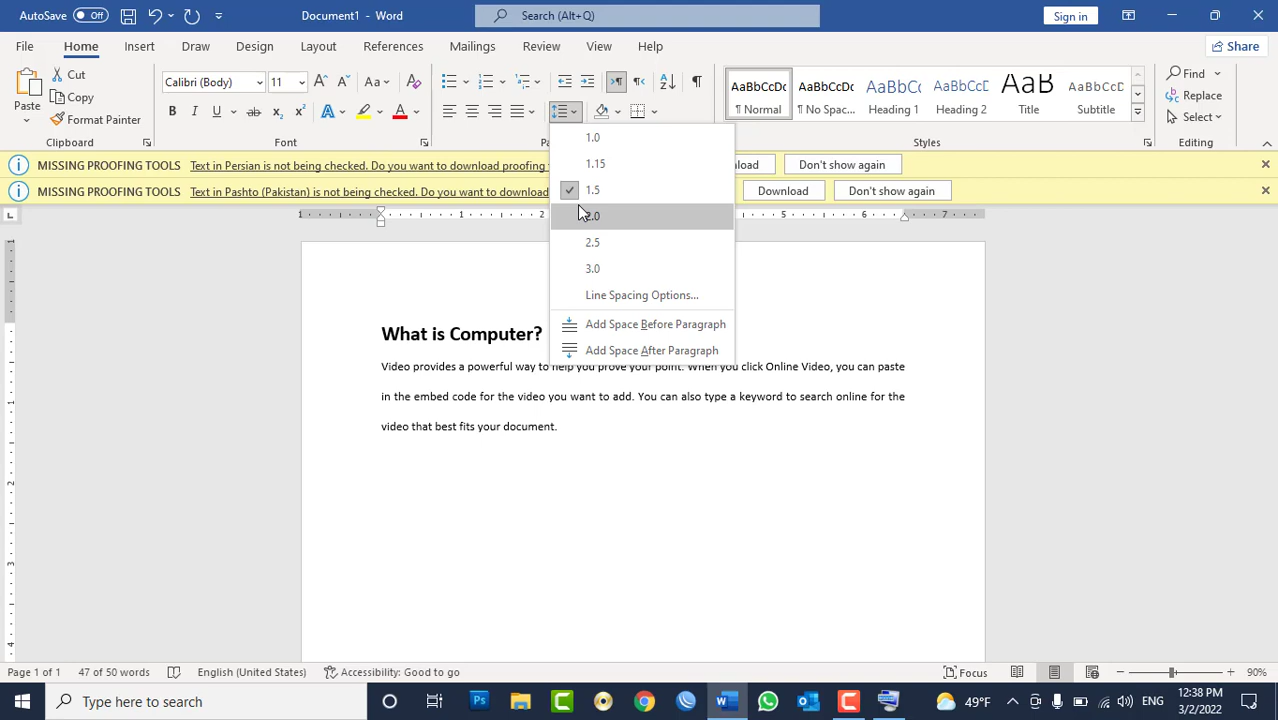 AutoSave Off Document1 - Word Search (Alt+Q) Sign in
File Home Insert Draw Design Layout References Mailings Review View Help Share
Paste Cut Copy Format Painter
Clipboard
Calibri (Body) 11
Font
Styles
AaBbCcDc ¶ Normal
AaBbCcDc ¶ No Spac...
AaBbCc Heading 1
AaBbCcD Heading 2
AaB Title
AaBbCcD Subtitle
Find
Replace
Select
Editing
MISSING PROOFING TOOLS Text in Persian is not being checked. Do you want to download proofing Don't show again
MISSING PROOFING TOOLS Text in Pashto (Pakistan) is not being checked. Do you want to download Download Don't show again
1.0
1.15
1.5
2.0
2.5
3.0
Line Spacing Options...
Add Space Before Paragraph
Add Space After Paragraph
What is Computer?
Video provides a powerful way to help you prove your point. When you click Online Video, you can paste
in the embed code for the video you want to add. You can also type a keyword to search online for the
video that best fits your document.
Page 1 of 1 47 of 50 words English (United States) Accessibility: Good to go Focus 90%
Type here to search 49°F ENG 12:38 PM
3/2/2022